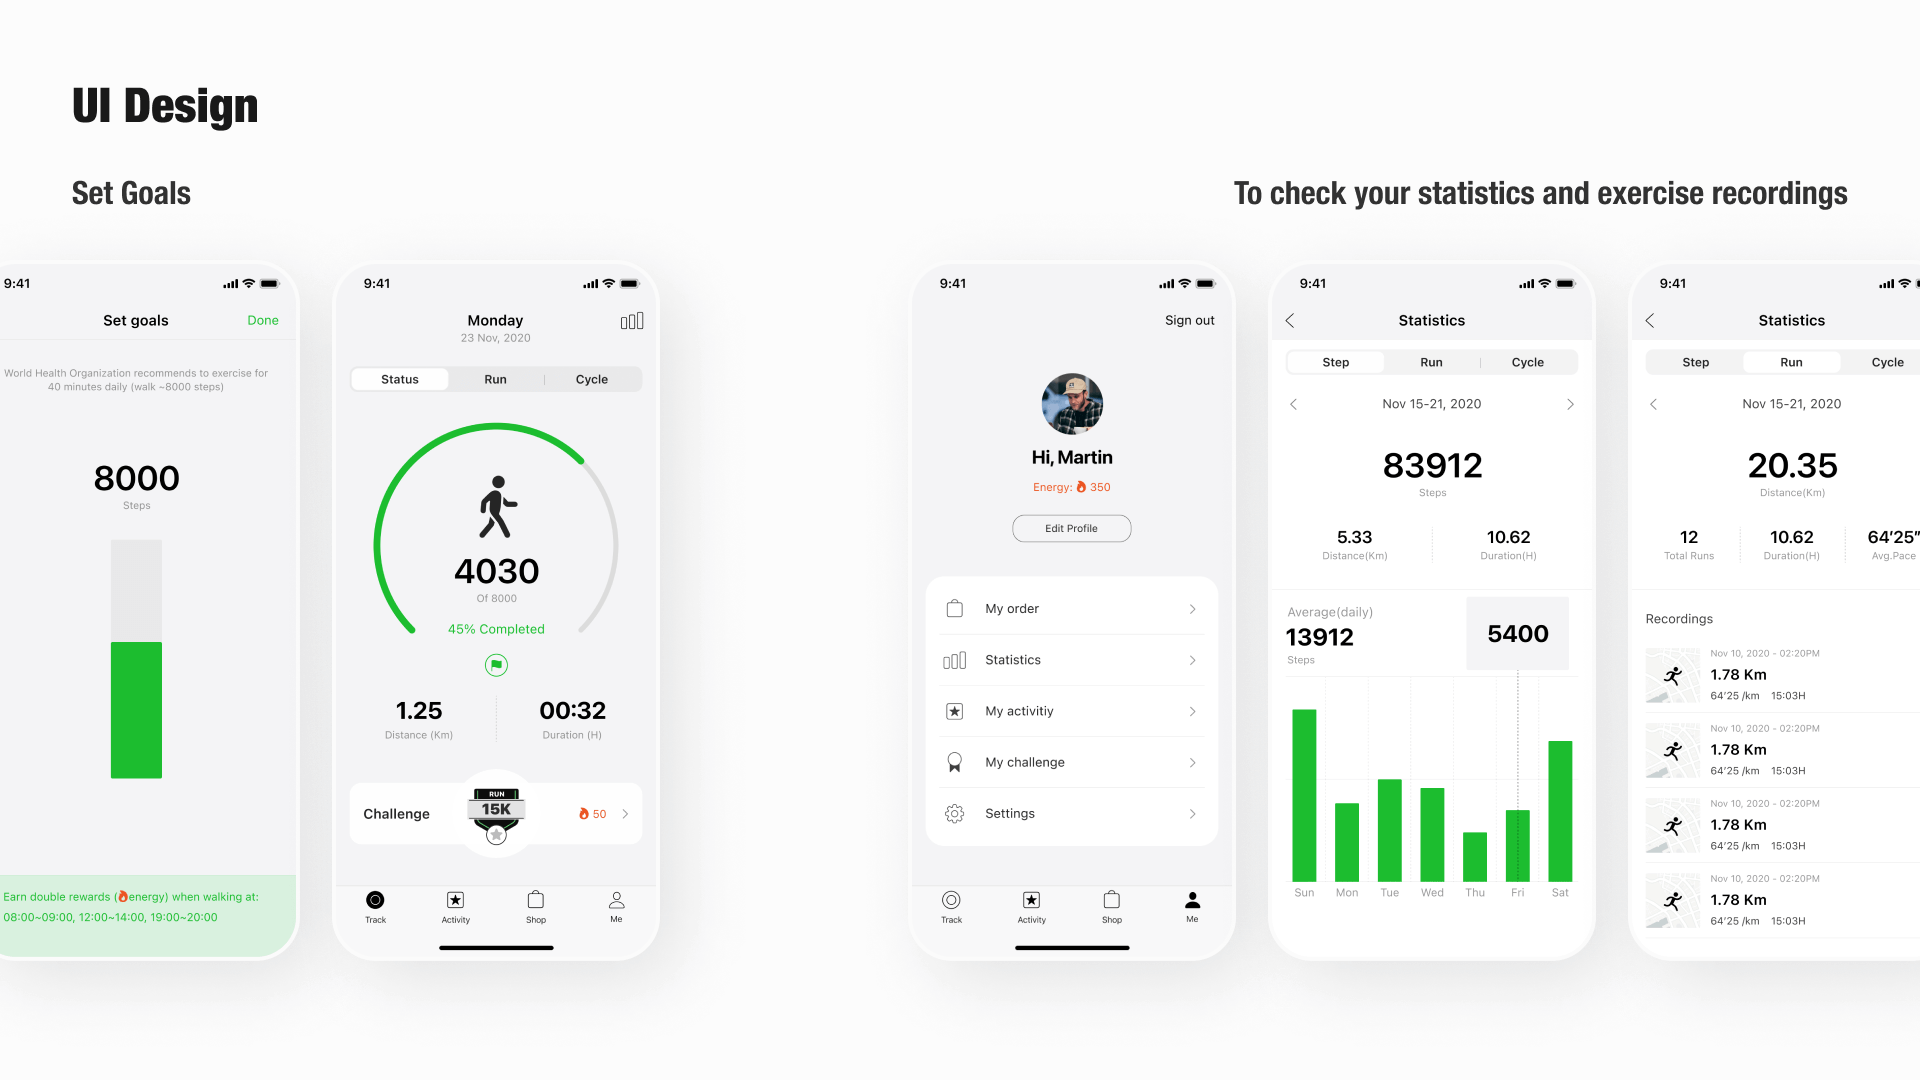 UI Design
Set Goals
To check your statistics and exercise recordings
9:41
Set goals
Done
World Health Organization recommends to exercise for
40 minutes daily (walk ~8000 steps)
8000
Steps
Earn double rewards (energy) when walking at:
08:00~09:00, 12:00~14:00, 19:00~20:00
9:41
Monday
23 Nov, 2020
Status Run Cycle
4030
Of 8000
45% Completed
1.25 00:32
Distance (Km) Duration (H)
Challenge
RUN
15K
50
Track Activity Shop Me
9:41
Sign out
Hi, Martin
Energy: 350
Edit Profile
My order
Statistics
My activitiy
My challenge
Settings
Track Activity Shop Me
9:41
Statistics
Step Run Cycle
Nov 15-21, 2020
83912
Steps
5.33 10.62
Distance(Km) Duration(H)
Average(daily)
13912
Steps
5400
Sun Mon Tue Wed Thu Fri Sat
9:41
Statistics
Step Run Cycle
Nov 15-21, 2020
20.35
Distance(Km)
12 10.62 64’25”
Total Runs Duration(H) Avg.Pace
Recordings
Nov 10, 2020 - 02:20PM
1.78 Km
64’25 /km 15:03H
Nov 10, 2020 - 02:20PM
1.78 Km
64’25 /km 15:03H
Nov 10, 2020 - 02:20PM
1.78 Km
64’25 /km 15:03H
Nov 10, 2020 - 02:20PM
1.78 Km
64’25 /km 15:03H